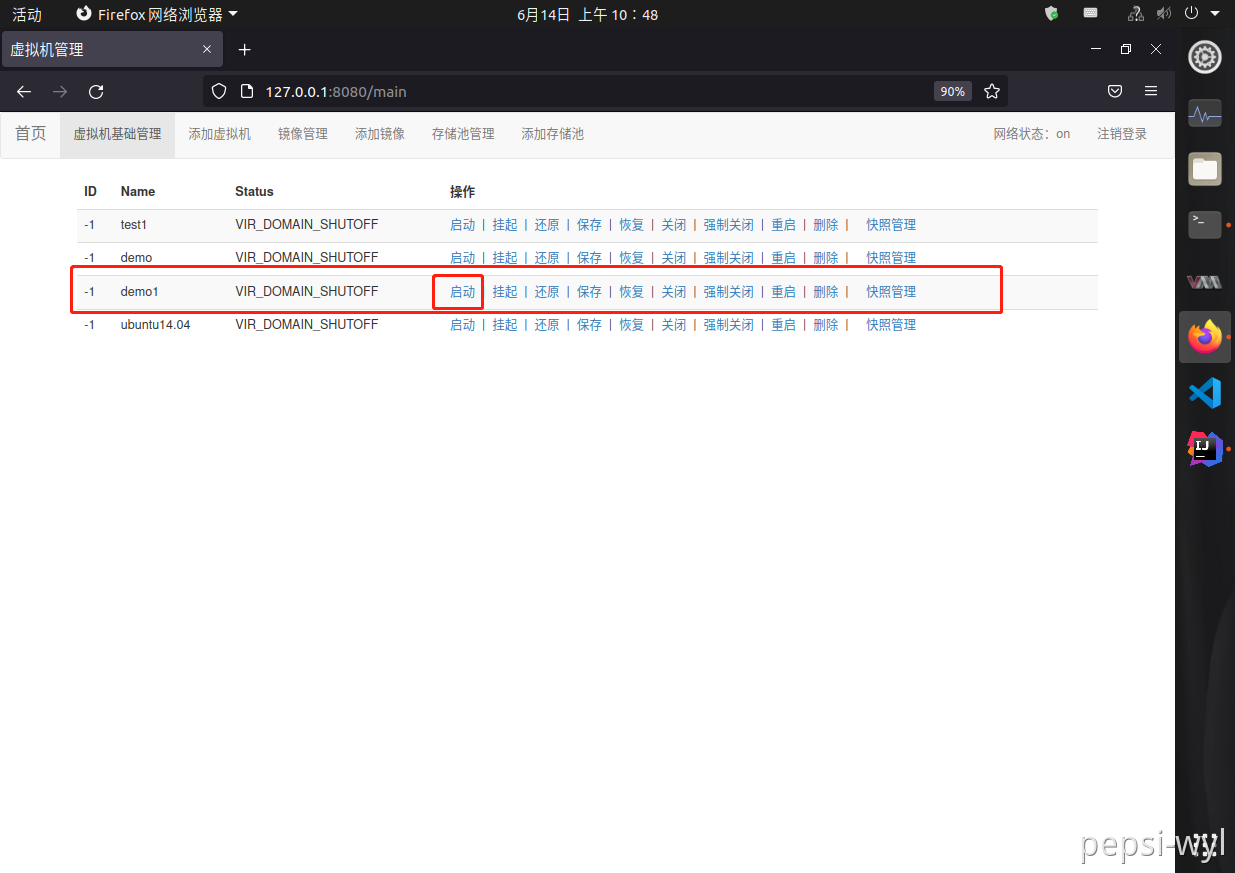 活动 Firefox 网络浏览器 6月14日 上午 10：48
虚拟机管理
127.0.0.1:8080/main 90%
首页 虚拟机基础管理 添加虚拟机 镜像管理 添加镜像 存储池管理 添加存储池 网络状态：on 注销登录
ID Name Status 操作
-1 test1 VIR_DOMAIN_SHUTOFF 启动 | 挂起 | 还原 | 保存 | 恢复 | 关闭 | 强制关闭 | 重启 | 删除 | 快照管理
-1 demo VIR_DOMAIN_SHUTOFF 启动 | 挂起 | 还原 | 保存 | 恢复 | 关闭 | 强制关闭 | 重启 | 删除 | 快照管理
-1 demo1 VIR_DOMAIN_SHUTOFF 启动 | 挂起 | 还原 | 保存 | 恢复 | 关闭 | 强制关闭 | 重启 | 删除 | 快照管理
-1 ubuntu14.04 VIR_DOMAIN_SHUTOFF 启动 | 挂起 | 还原 | 保存 | 恢复 | 关闭 | 强制关闭 | 重启 | 删除 | 快照管理
IJ
pepsi-wyl